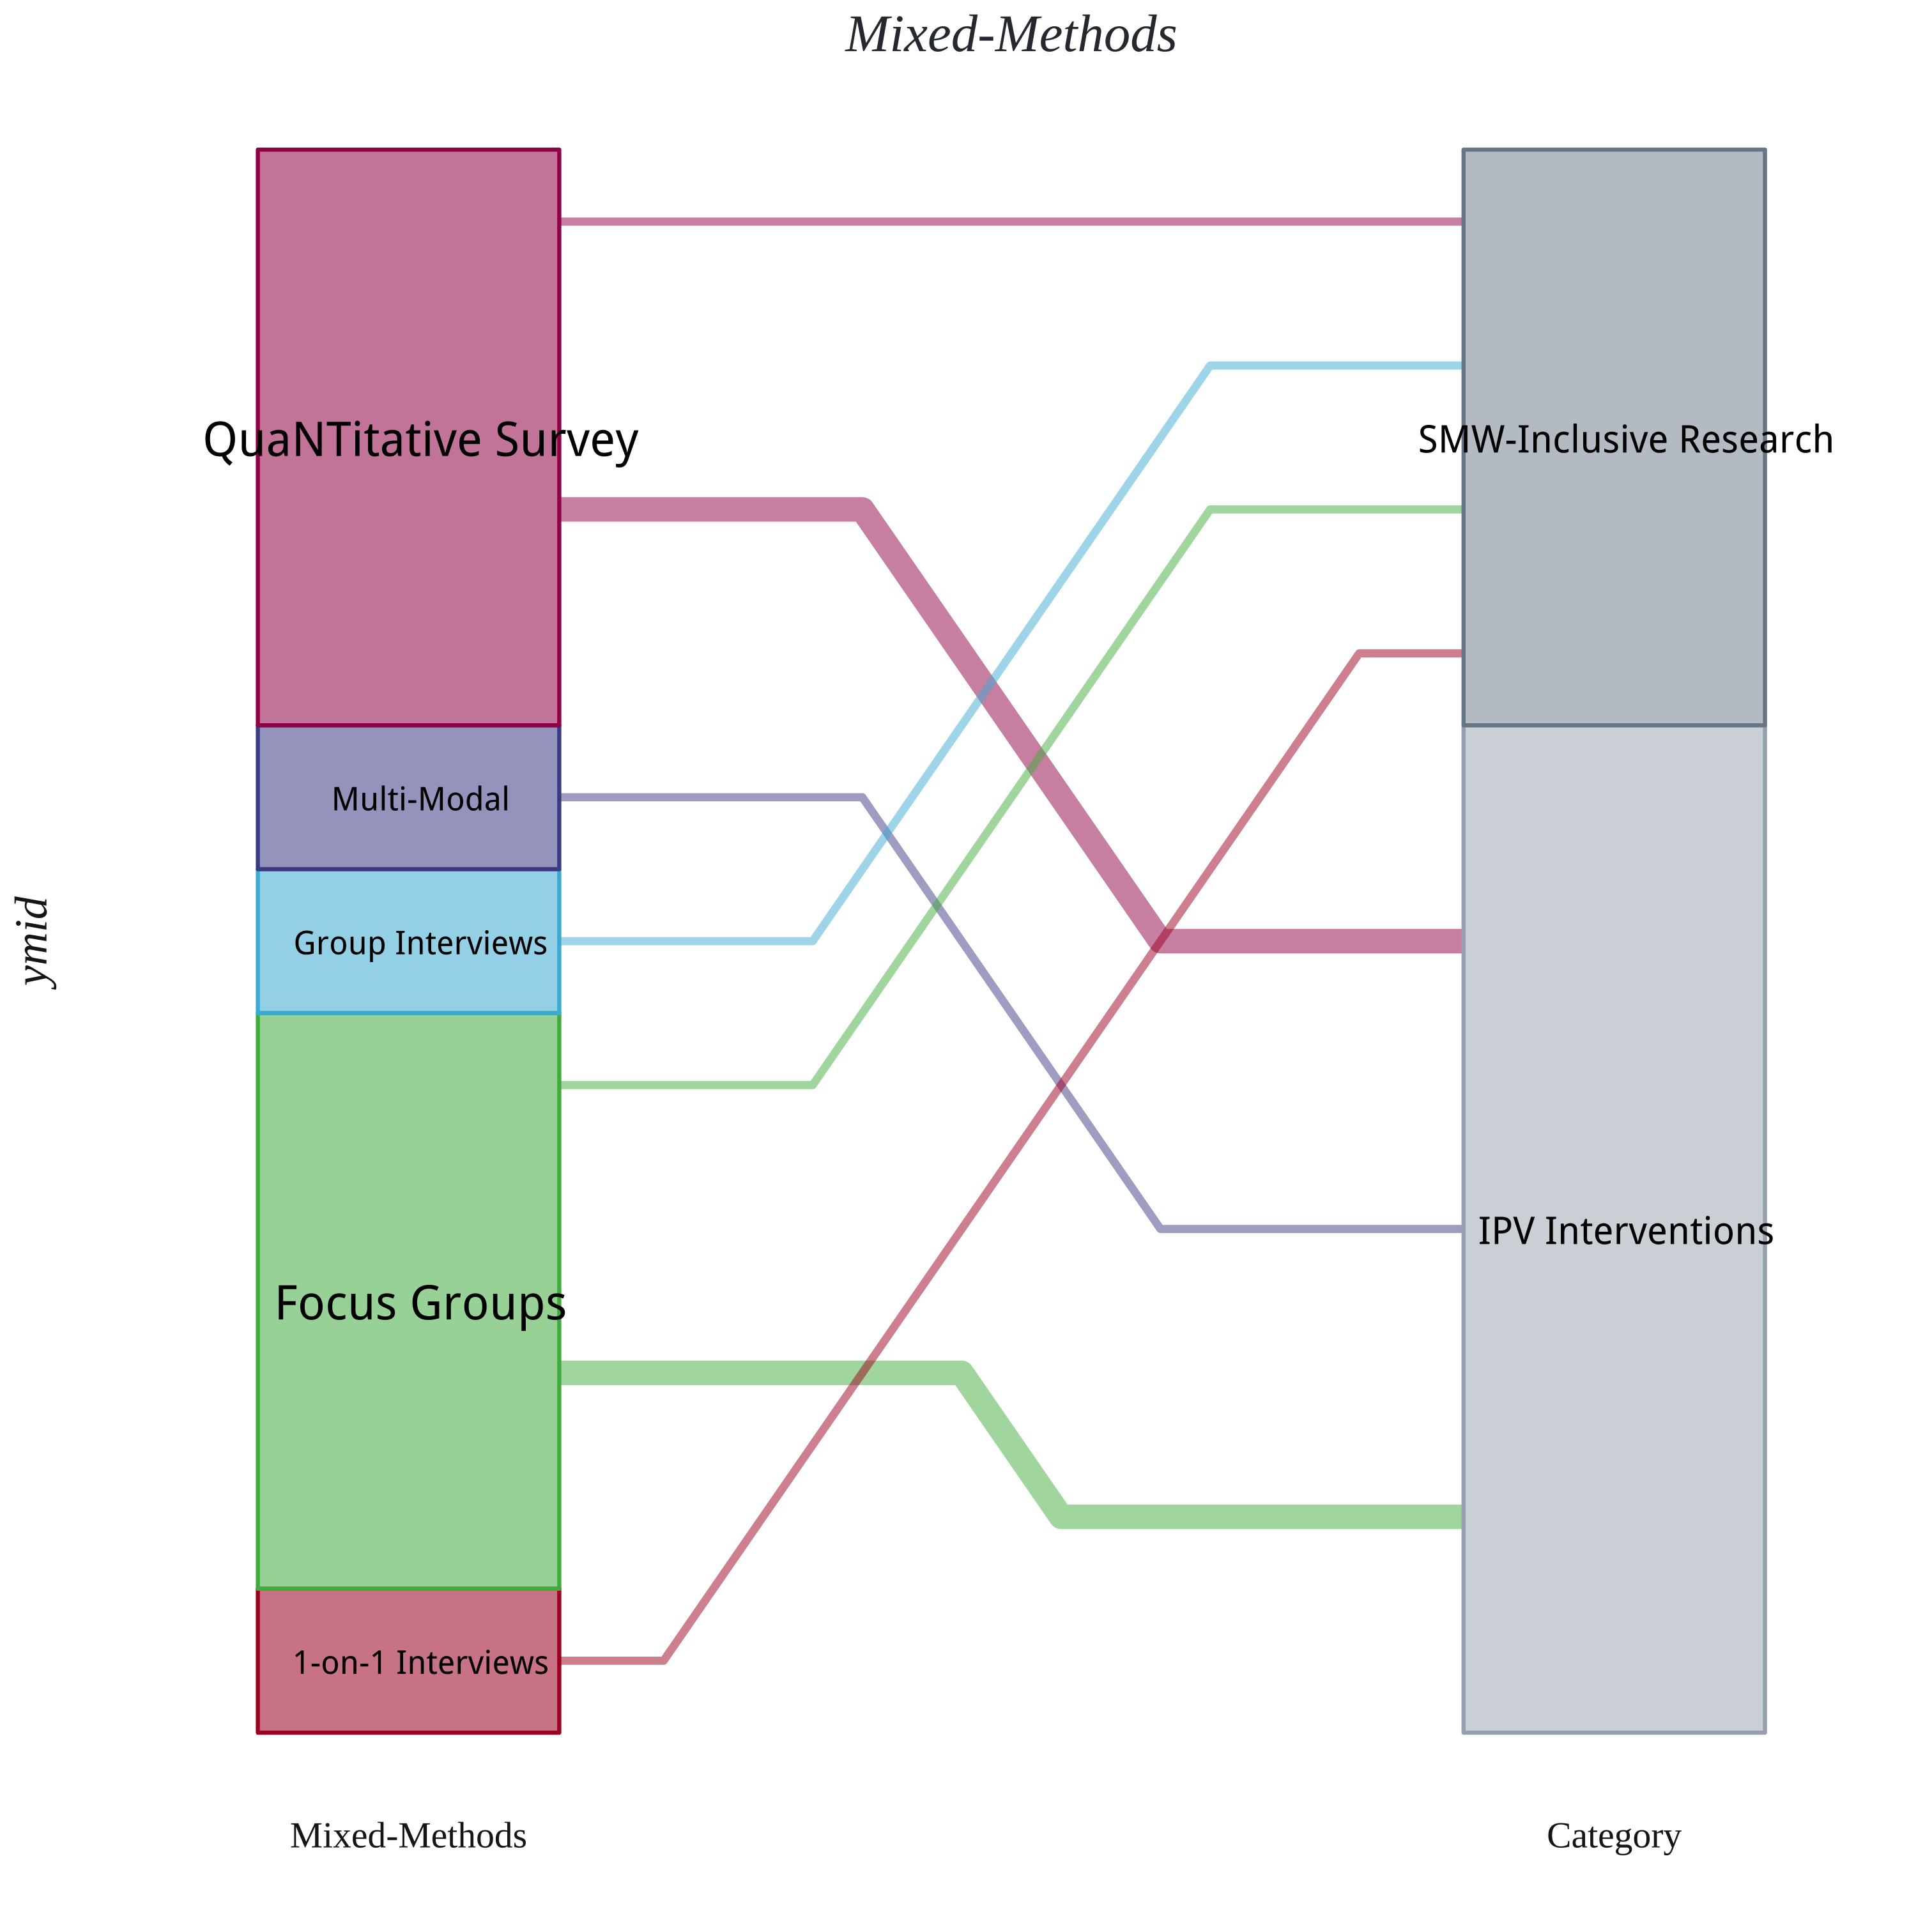 Mixed-Methods
QuaNTitative Survey
SMW-Inclusive Research
Multi-Modal
Group Interviews
ymid
IPV Interventions
Focus Groups
1-on-1 Interviews
Mixed-Methods
Category